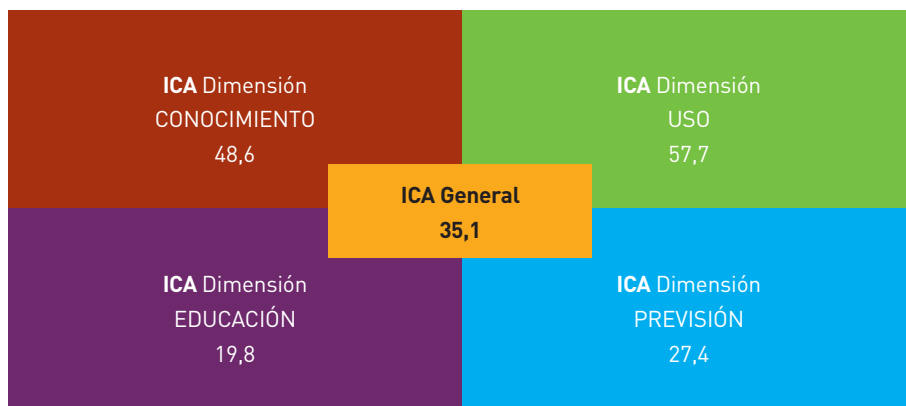 ICA Dimensión
CONOCIMIENTO
48,6
ICA Dimensión
USO
57,7
ICA General
35,1
ICA Dimensión
EDUCACIÓN
19,8
ICA Dimensión
PREVISIÓN
27,4